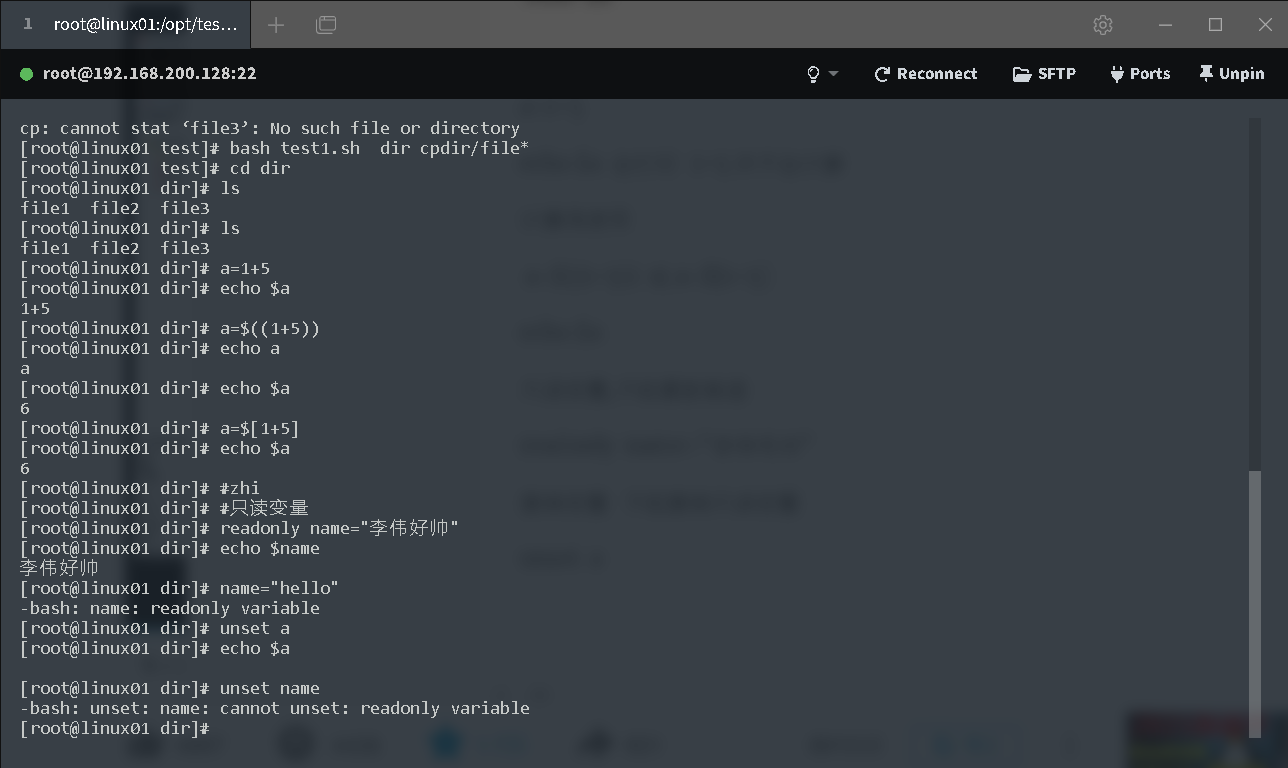 1 root@linux01:/opt/tes...
root@192.168.200.128:22
Reconnect SFTP Ports Unpin
cp: cannot stat ‘file3’: No such file or directory
[root@linux01 test]# bash test1.sh  dir cpdir/file*
[root@linux01 test]# cd dir
[root@linux01 dir]# ls
file1  file2  file3
[root@linux01 dir]# ls
file1  file2  file3
[root@linux01 dir]# a=1+5
[root@linux01 dir]# echo $a
1+5
[root@linux01 dir]# a=$((1+5))
[root@linux01 dir]# echo a
a
[root@linux01 dir]# echo $a
6
[root@linux01 dir]# a=$[1+5]
[root@linux01 dir]# echo $a
6
[root@linux01 dir]# #zhi
[root@linux01 dir]# #只读变量
[root@linux01 dir]# readonly name="李伟好帅"
[root@linux01 dir]# echo $name
李伟好帅
[root@linux01 dir]# name="hello"
-bash: name: readonly variable
[root@linux01 dir]# unset a
[root@linux01 dir]# echo $a
[root@linux01 dir]# unset name
-bash: unset: name: cannot unset: readonly variable
[root@linux01 dir]#